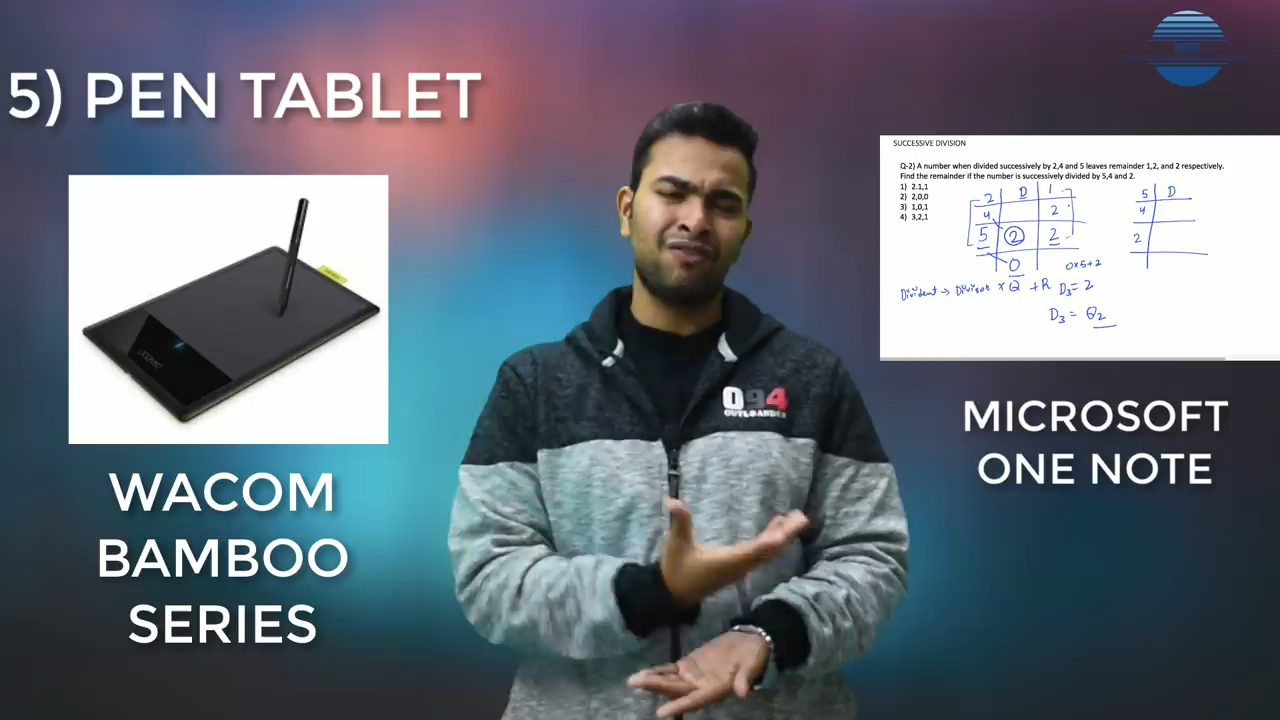 5) PEN TABLET
WACOM
BAMBOO
SERIES
094
SUCCESSIVE DIVISION
Q-2) A number when divided successively by 2,4 and 5 leaves remainder 1,2, and 2 respectively.
Find the remainder if the number is successively divided by 5,4 and 2.
1) 2,1,1
2) 2,0,0
3) 1,0,1
4) 3,2,1
2 D 1
4 2
5 2 2
0
0×5+2
Divident → Divisor × Q + R D₃= 2
D₃ = Q₂
5 D
4
2
MICROSOFT
ONE NOTE